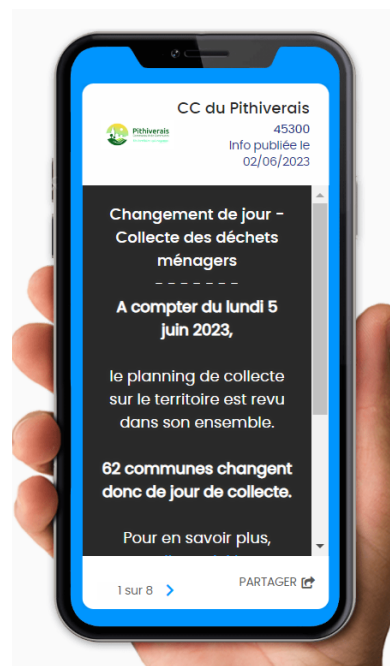 CC du Pithiverais
Pithiverais
45300
Info publiée le
02/06/2023
Changement de jour -
Collecte des déchets
ménagers
- - - - - - -
A compter du lundi 5
juin 2023,
le planning de collecte
sur le territoire est revu
dans son ensemble.
62 communes changent
donc de jour de collecte.
Pour en savoir plus,
1 sur 8
PARTAGER